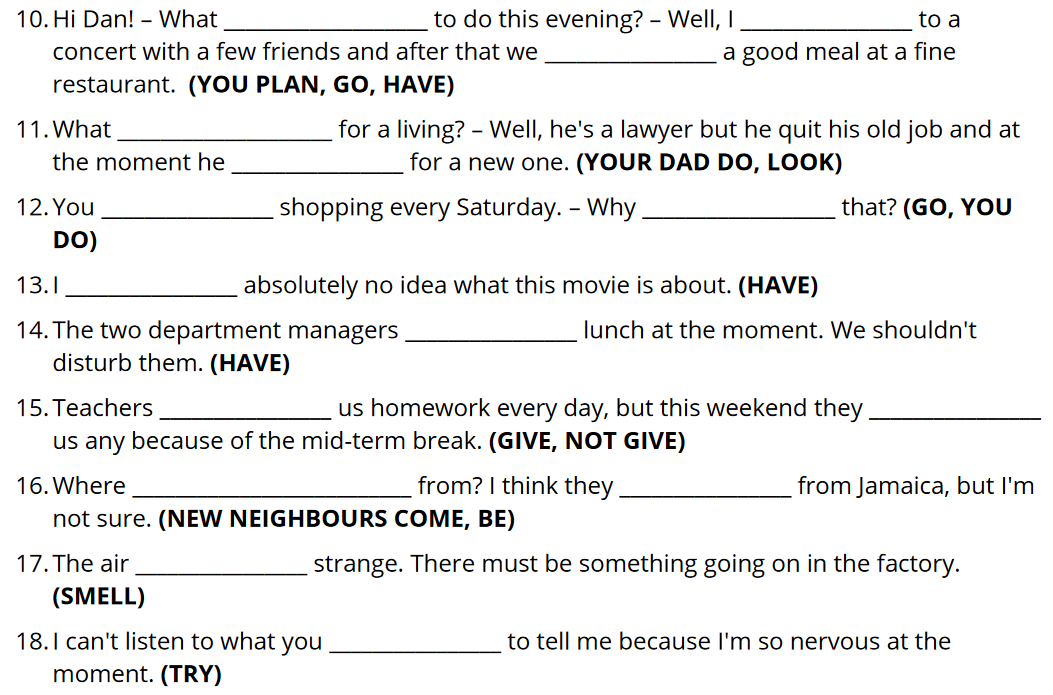 10. Hi Dan! – What _________________ to do this evening? – Well, I ______________ to a
concert with a few friends and after that we ______________ a good meal at a fine
restaurant. (YOU PLAN, GO, HAVE)
11. What __________________ for a living? – Well, he's a lawyer but he quit his old job and at
the moment he ______________ for a new one. (YOUR DAD DO, LOOK)
12. You ______________ shopping every Saturday. – Why ________________ that? (GO, YOU
DO)
13. I ______________ absolutely no idea what this movie is about. (HAVE)
14. The two department managers ______________ lunch at the moment. We shouldn't
disturb them. (HAVE)
15. Teachers ______________ us homework every day, but this weekend they ______________
us any because of the mid-term break. (GIVE, NOT GIVE)
16. Where _______________________ from? I think they ______________ from Jamaica, but I'm
not sure. (NEW NEIGHBOURS COME, BE)
17. The air ______________ strange. There must be something going on in the factory.
(SMELL)
18. I can't listen to what you ______________ to tell me because I'm so nervous at the
moment. (TRY)